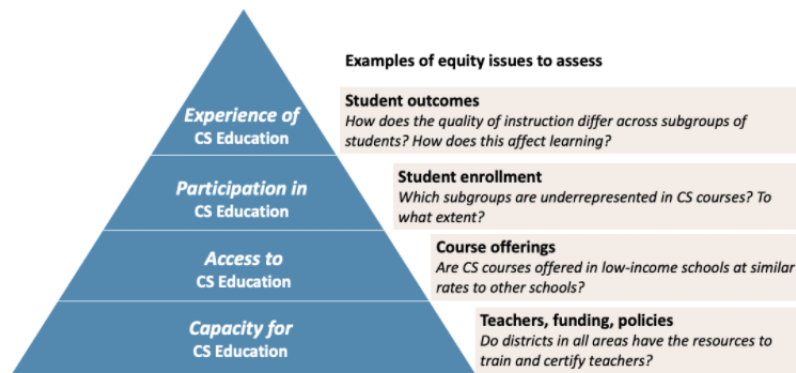 Examples of equity issues to assess
Experience of
CS Education
Student outcomes
How does the quality of instruction differ across subgroups of
students? How does this affect learning?
Participation in
CS Education
Student enrollment
Which subgroups are underrepresented in CS courses? To
what extent?
Access to
CS Education
Course offerings
Are CS courses offered in low-income schools at similar
rates to other schools?
Capacity for
CS Education
Teachers, funding, policies
Do districts in all areas have the resources to
train and certify teachers?